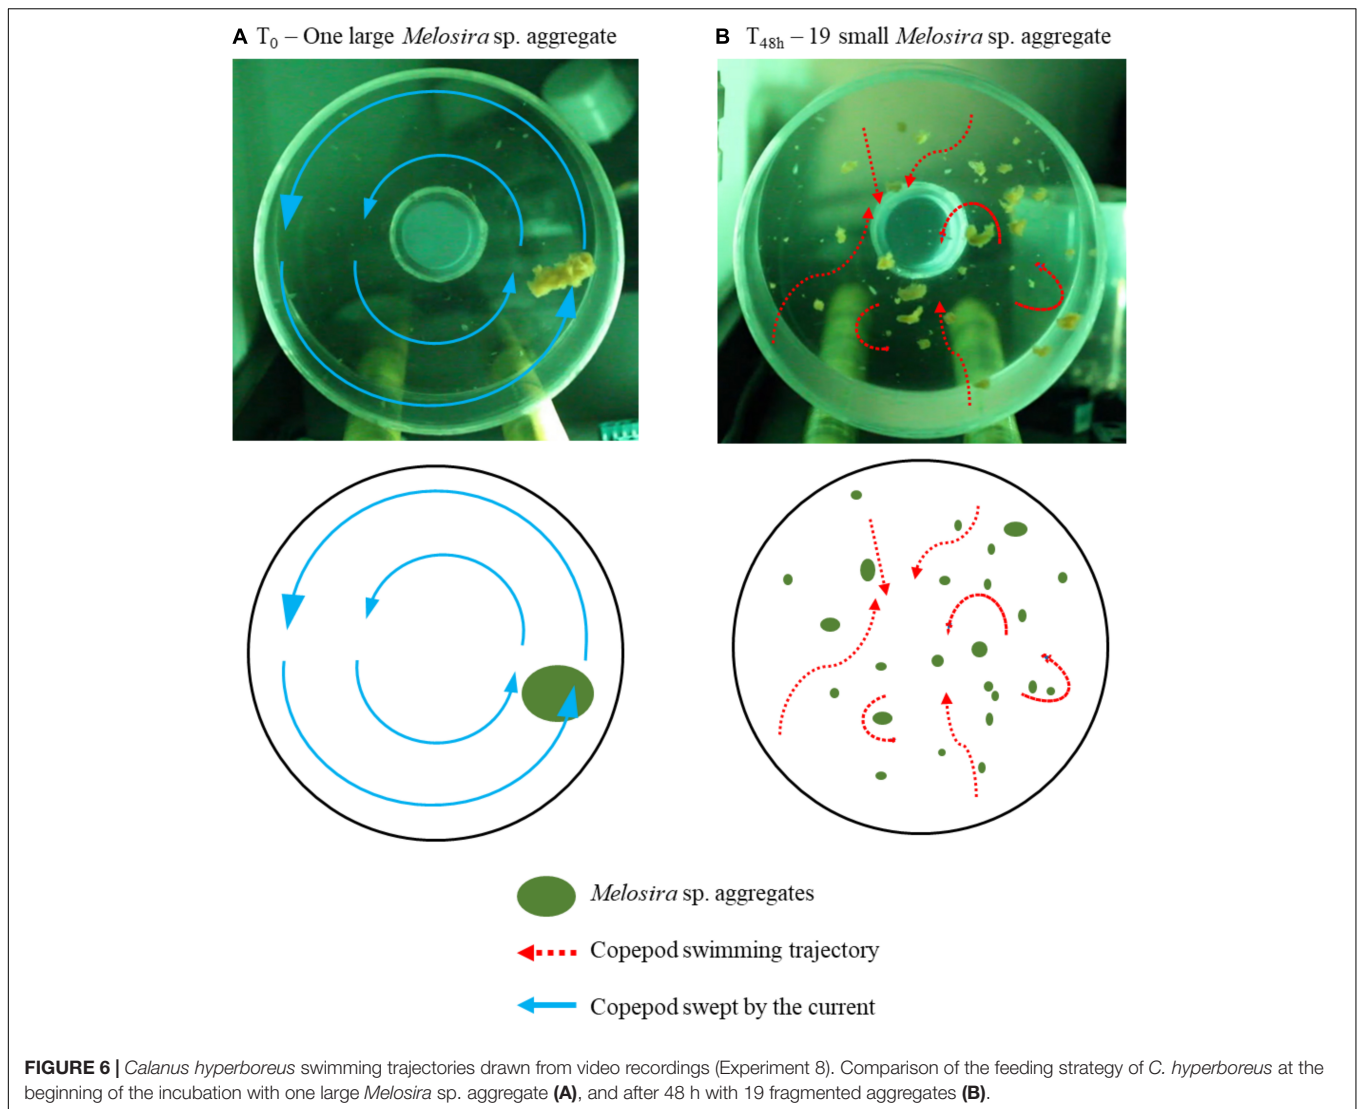 A T₀ – One large Melosira sp. aggregate
B T₄₈ₕ – 19 small Melosira sp. aggregate
Melosira sp. aggregates
Copepod swimming trajectory
Copepod swept by the current
FIGURE 6 | Calanus hyperboreus swimming trajectories drawn from video recordings (Experiment 8). Comparison of the feeding strategy of C. hyperboreus at the
beginning of the incubation with one large Melosira sp. aggregate (A), and after 48 h with 19 fragmented aggregates (B).